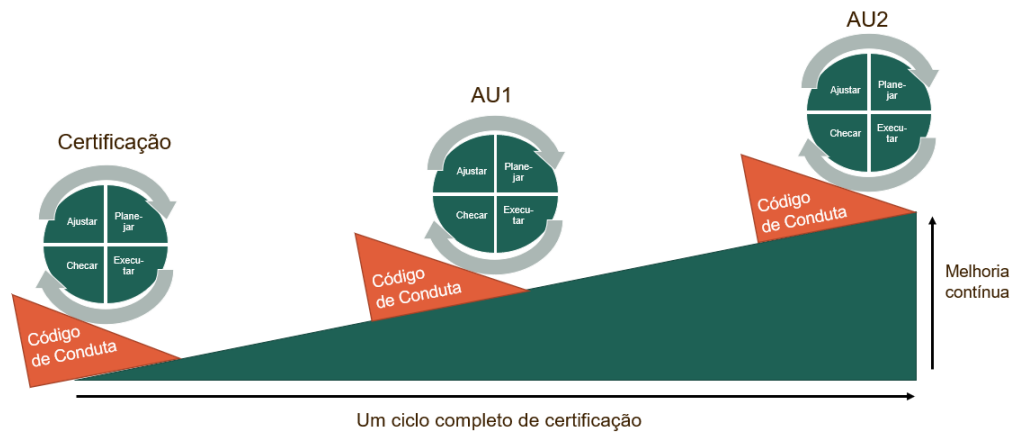 AU2
Ajustar
Plane-
jar
Checar
Execu-
tar
AU1
Ajustar
Plane-
jar
Checar
Execu-
tar
Certificação
Ajustar
Plane-
jar
Checar
Execu-
tar
Código
de Conduta
Código
de Conduta
Código
de Conduta
Melhoria
contínua
Um ciclo completo de certificação